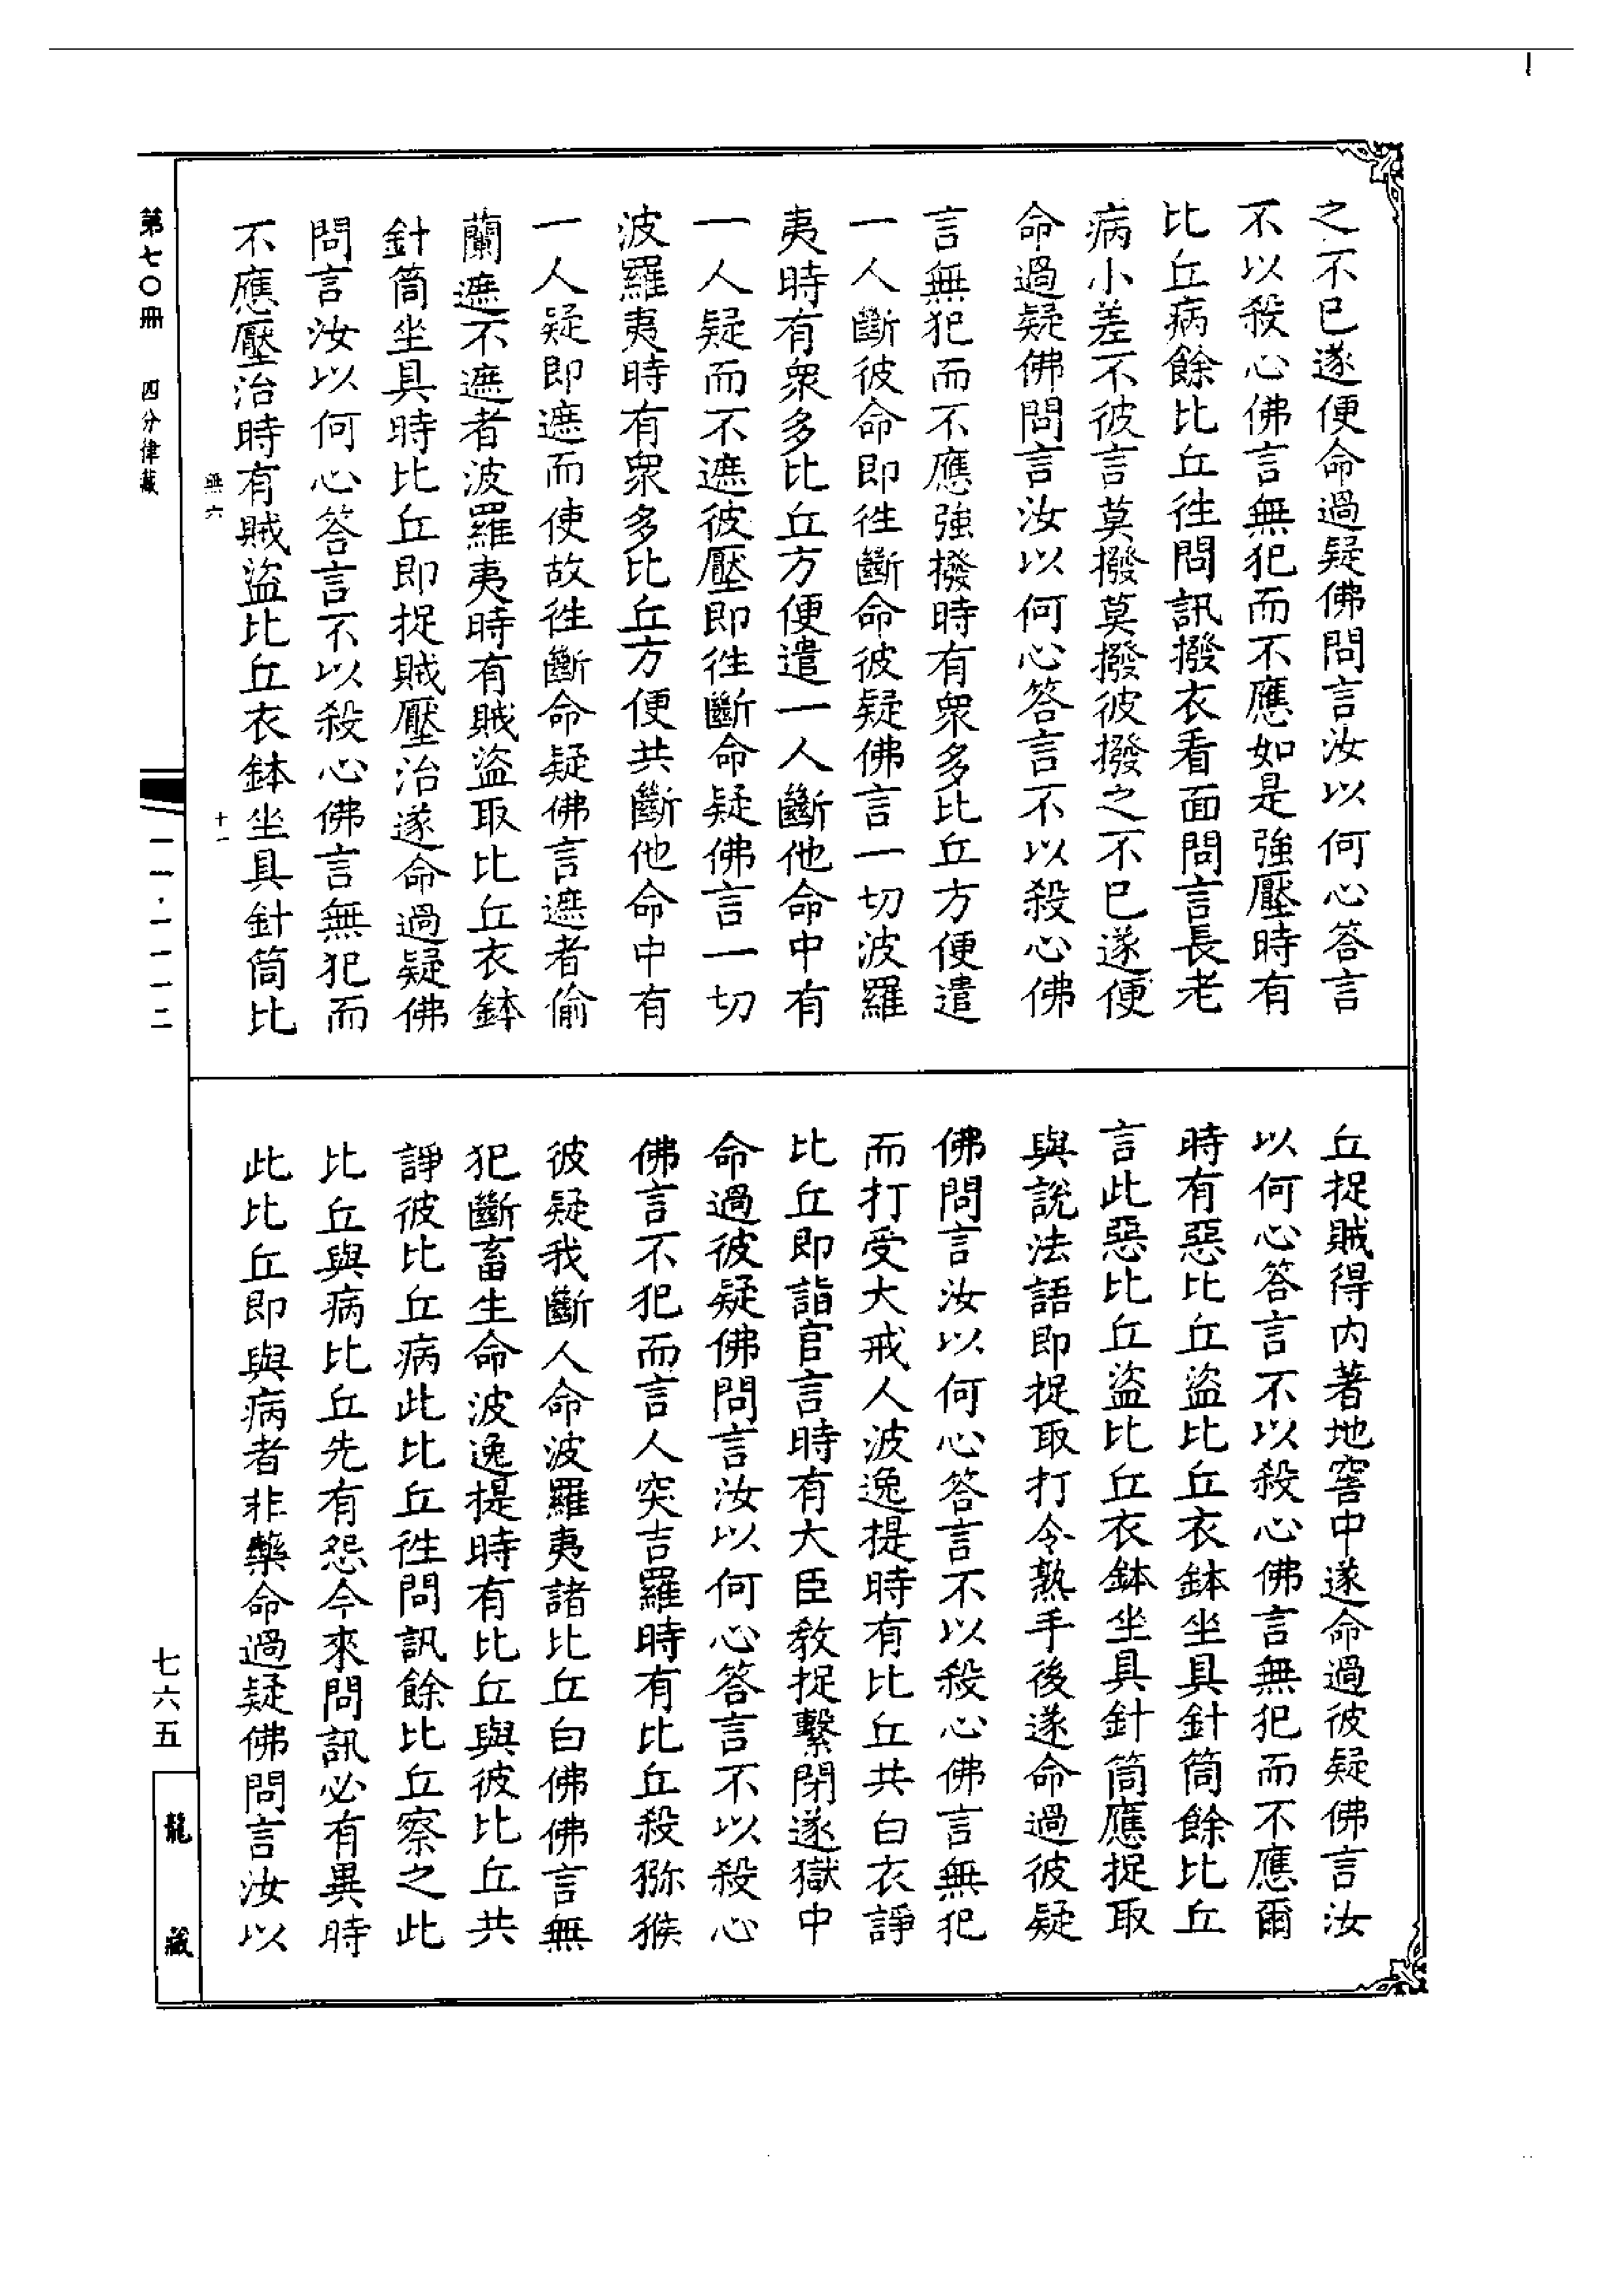 之不已遂便命過疑佛問言汝以何心答言
不以殺心佛言無犯而不應如是強壓時有
比丘病餘比丘徃問訊撥衣看面問言長老
病小差不彼言莫撥莫撥彼撥之不已遂便
命過疑佛問言汝以何心答言不以殺心佛
言無犯而不應強撥時有衆多比丘方便遣
一人斷彼命即徃斷命彼疑佛言一切波羅
夷時有衆多比丘方便遣一人斷他命中有
一人疑而不遮彼壓即徃斷命疑佛言一切
波羅夷時有衆多比丘方便共斷他命中有
一人疑即遮而使故徃斷命疑佛言遮者偷
蘭遮不遮者波羅夷時有賊盜取比丘衣鉢
針筒坐具時比丘即捉賊壓治遂命過疑佛
問言汝以何心答言不以殺心佛言無犯而
不應壓治時有賊盜比丘衣鉢坐具針筒比
丘捉賊得内著地窖中遂命過彼疑佛言汝
以何心答言不以殺心佛言無犯而不應爾
時有惡比丘盜比丘衣鉢坐具針筒餘比丘
言此惡比丘盜比丘衣鉢坐具針筒應捉取
與說法語即捉取打令熟手後遂命過彼疑
佛問言汝以何心答言不以殺心佛言無犯
而打受大戒人波逸提時有比丘共白衣諍
比丘即詣官言時有大臣教捉繫閉遂獄中
命過彼疑佛問言汝以何心答言不以殺心
佛言不犯而言人突吉羅時有比丘殺獼猴
彼疑我斷人命波羅夷諸比丘白佛佛言無
犯斷畜生命波逸提時有比丘與彼比丘共
諍彼比丘病此比丘徃問訊餘比丘察之此
比丘與病比丘先有怨今來問訊必有異時
此比丘即與病者非藥命過疑佛問言汝以
無六
十一
第七〇冊 四分律藏
一一·一一一二
七六五
龍藏